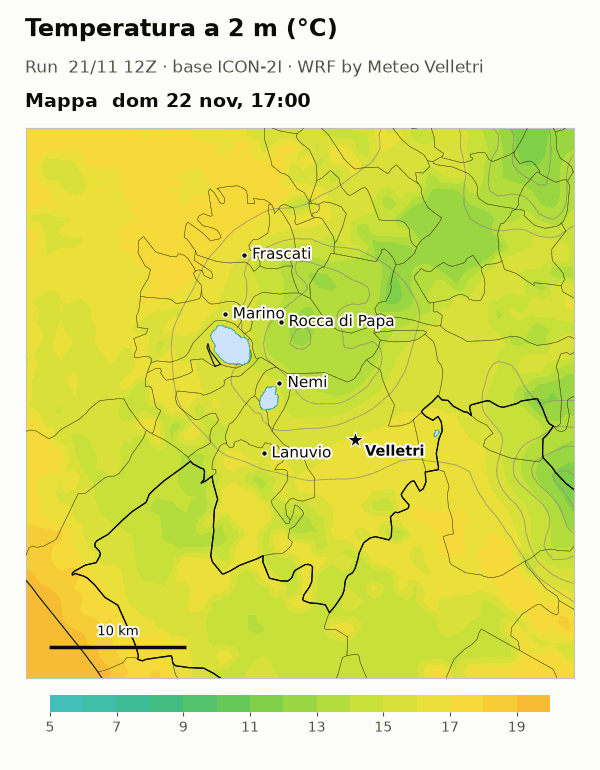 Temperatura a 2 m (°C)
Run 21/11 12Z · base ICON-2I · WRF by Meteo Velletri
Mappa dom 22 nov, 17:00
Frascati
Marino
Rocca di Papa
Nemi
Lanuvio
Velletri
10 km
5 7 9 11 13 15 17 19